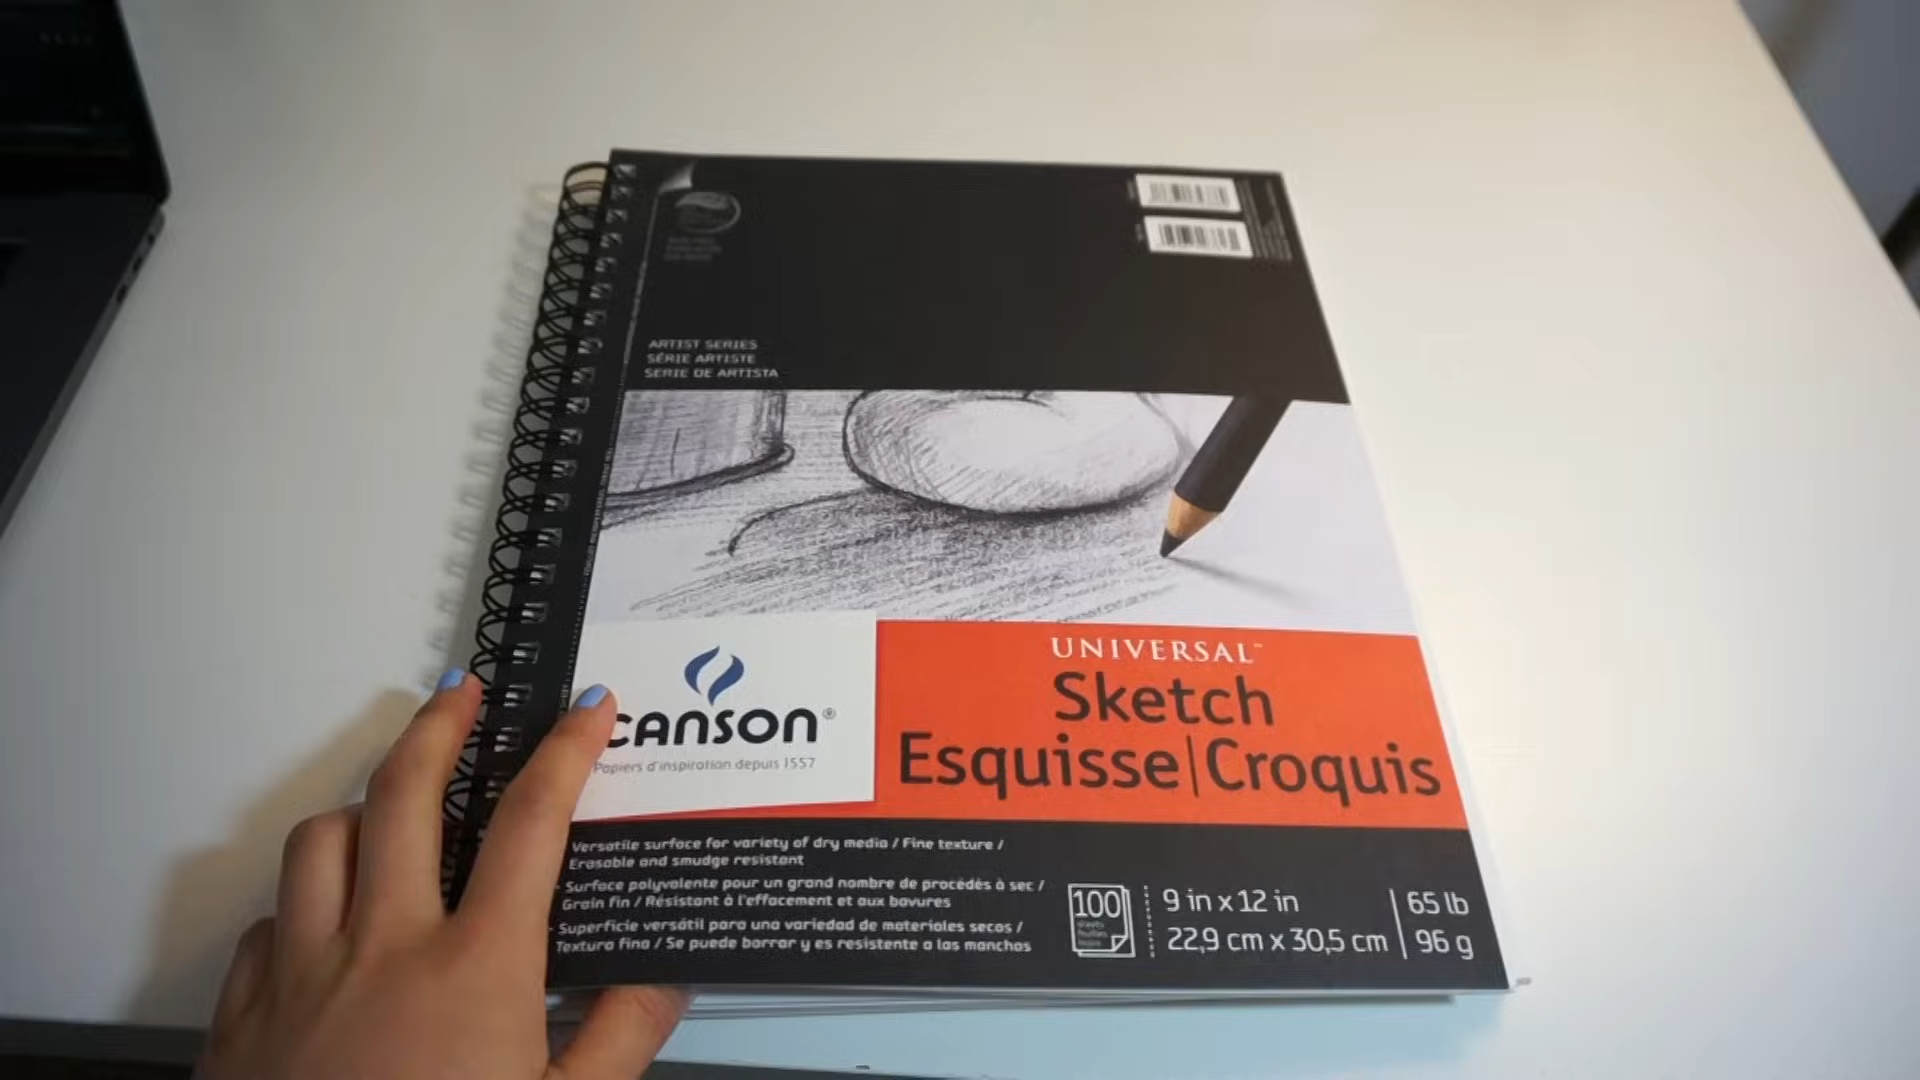 ARTIST SERIES
SÉRIE ARTISTE
SERIE DE ARTISTA
UNIVERSAL™
Sketch
Esquisse|Croquis
CANSON®
Papiers d'inspiration depuis 1557
Versatile surface for variety of dry media / Fine texture /
Erasable and smudge resistant
- Surface polyvalente pour un grand nombre de procédés à sec /
Grain fin / Résistant à l'effacement et aux bavures
- Superficie versátil para una variedad de materiales secos /
Textura fina / Se puede borrar y es resistente a las manchas
100
sheets
feuilles
9 in x 12 in
22,9 cm x 30,5 cm
65 lb
96 g